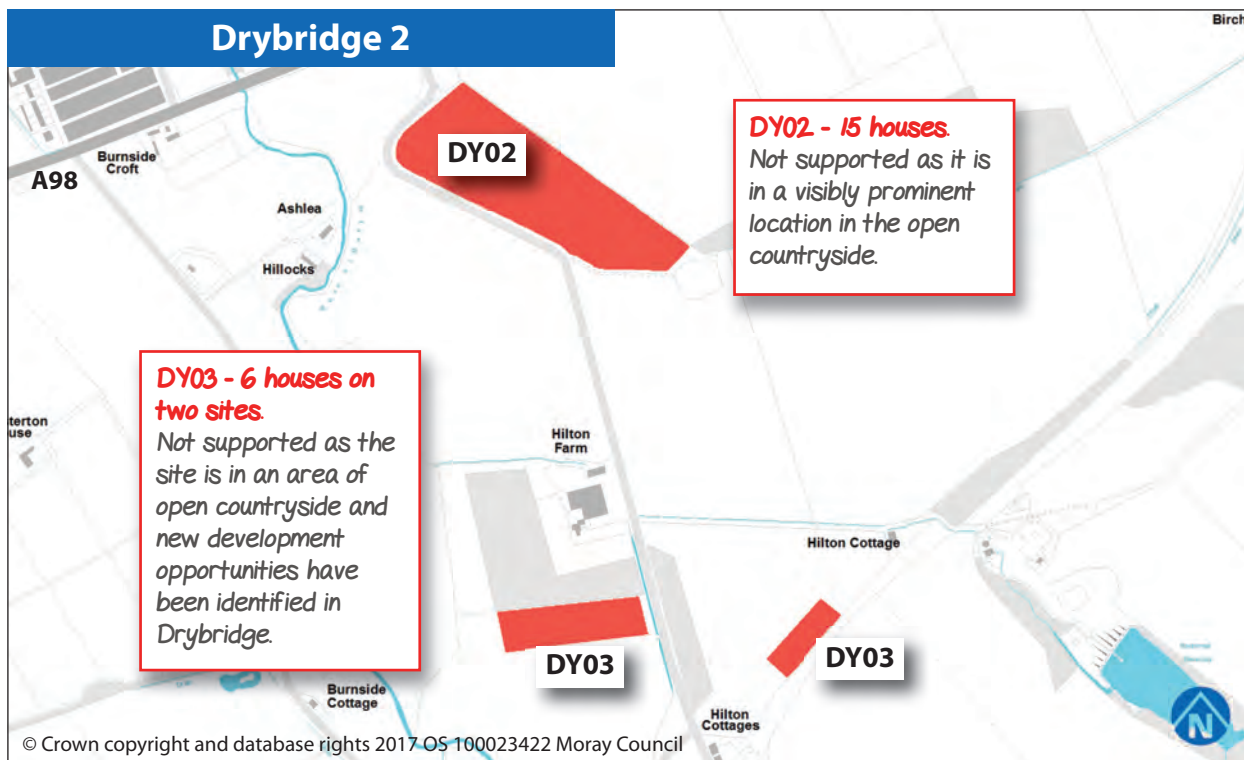 Drybridge 2
Birch
DY02
DY02 - 15 houses.
Not supported as it is
in a visibly prominent
location in the open
countryside.
Burnside
Croft
A98
Ashlea
Hillocks
DY03 - 6 houses on
two sites.
Not supported as the
site is in an area of
open countryside and
new development
opportunities have
been identified in
Drybridge.
terton
use
Hilton
Farm
Hilton Cottage
DY03
DY03
Burnside
Cottage
Hilton
Cottages
N
© Crown copyright and database rights 2017 OS 100023422 Moray Council